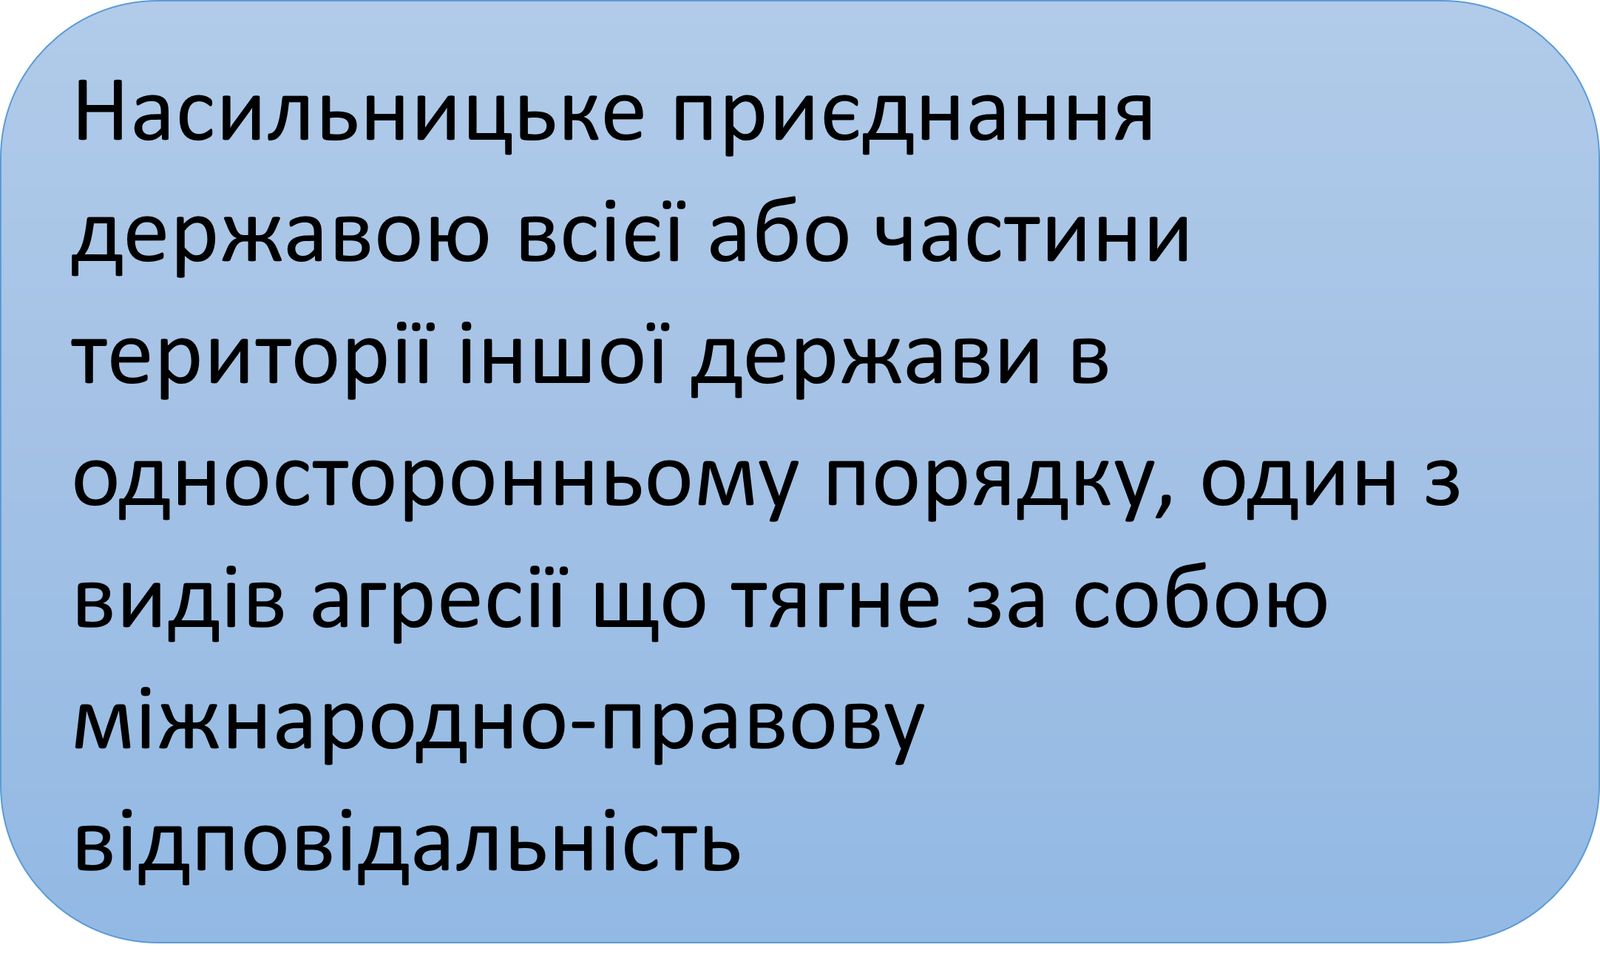 Насильницьке приєднання
державою всієї або частини
території іншої держави в
односторонньому порядку, один з
видів агресії що тягне за собою
міжнародно-правову
відповідальність